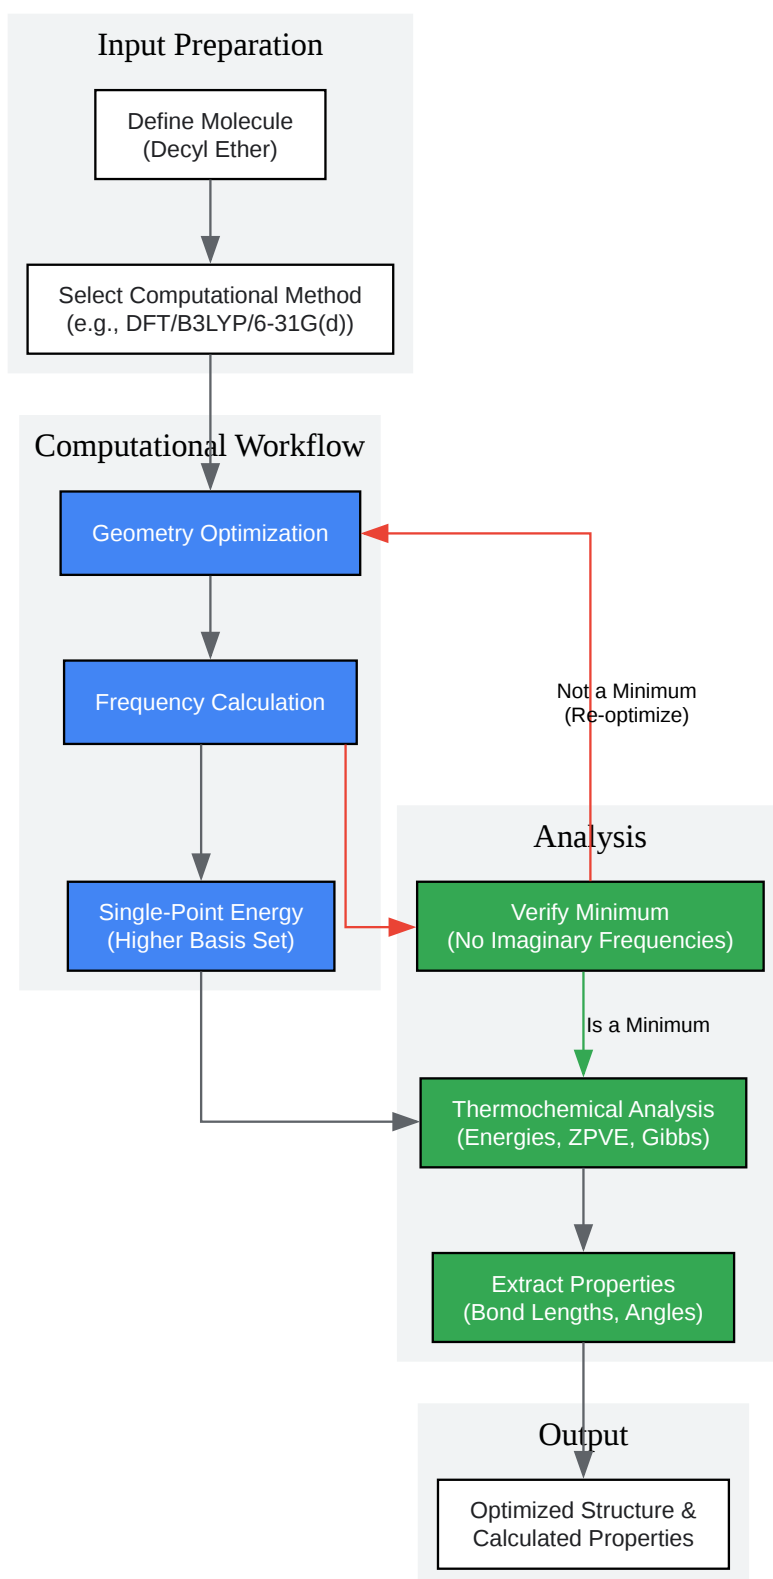 Input Preparation
Define Molecule
(Decyl Ether)
Select Computational Method
(e.g., DFT/B3LYP/6-31G(d))
Computational Workflow
Geometry Optimization
Frequency Calculation
Not a Minimum
(Re-optimize)
Single-Point Energy
(Higher Basis Set)
Analysis
Verify Minimum
(No Imaginary Frequencies)
Is a Minimum
Thermochemical Analysis
(Energies, ZPVE, Gibbs)
Extract Properties
(Bond Lengths, Angles)
Output
Optimized Structure &
Calculated Properties